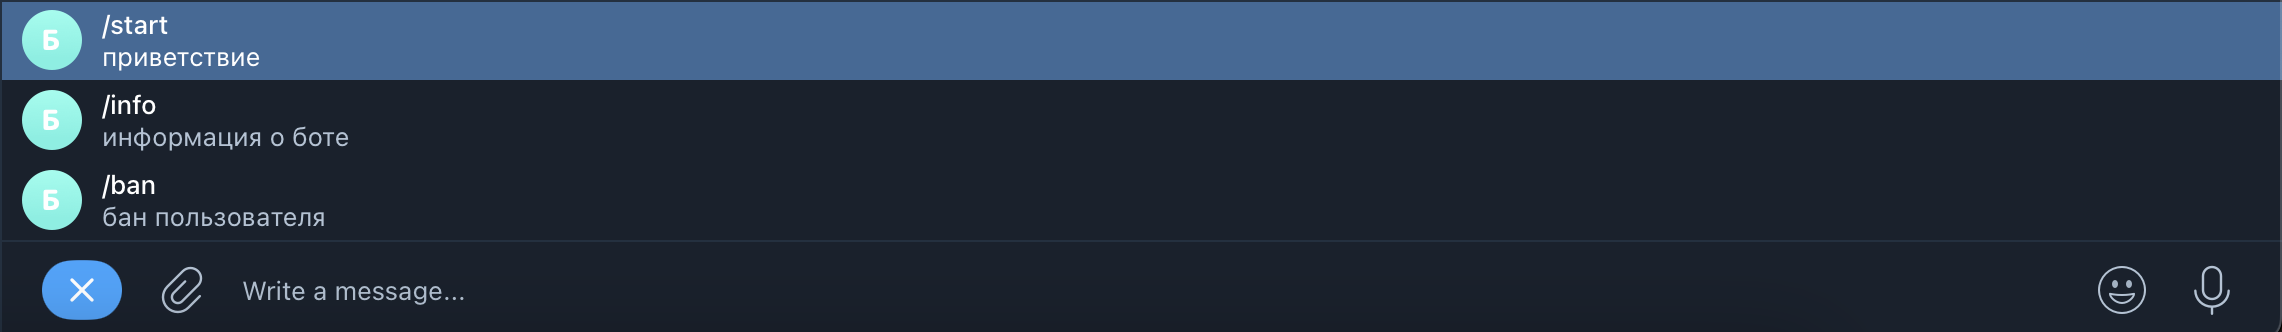 Б
/start
приветствие
Б
/info
информация о боте
Б
/ban
бан пользователя
Write a message...